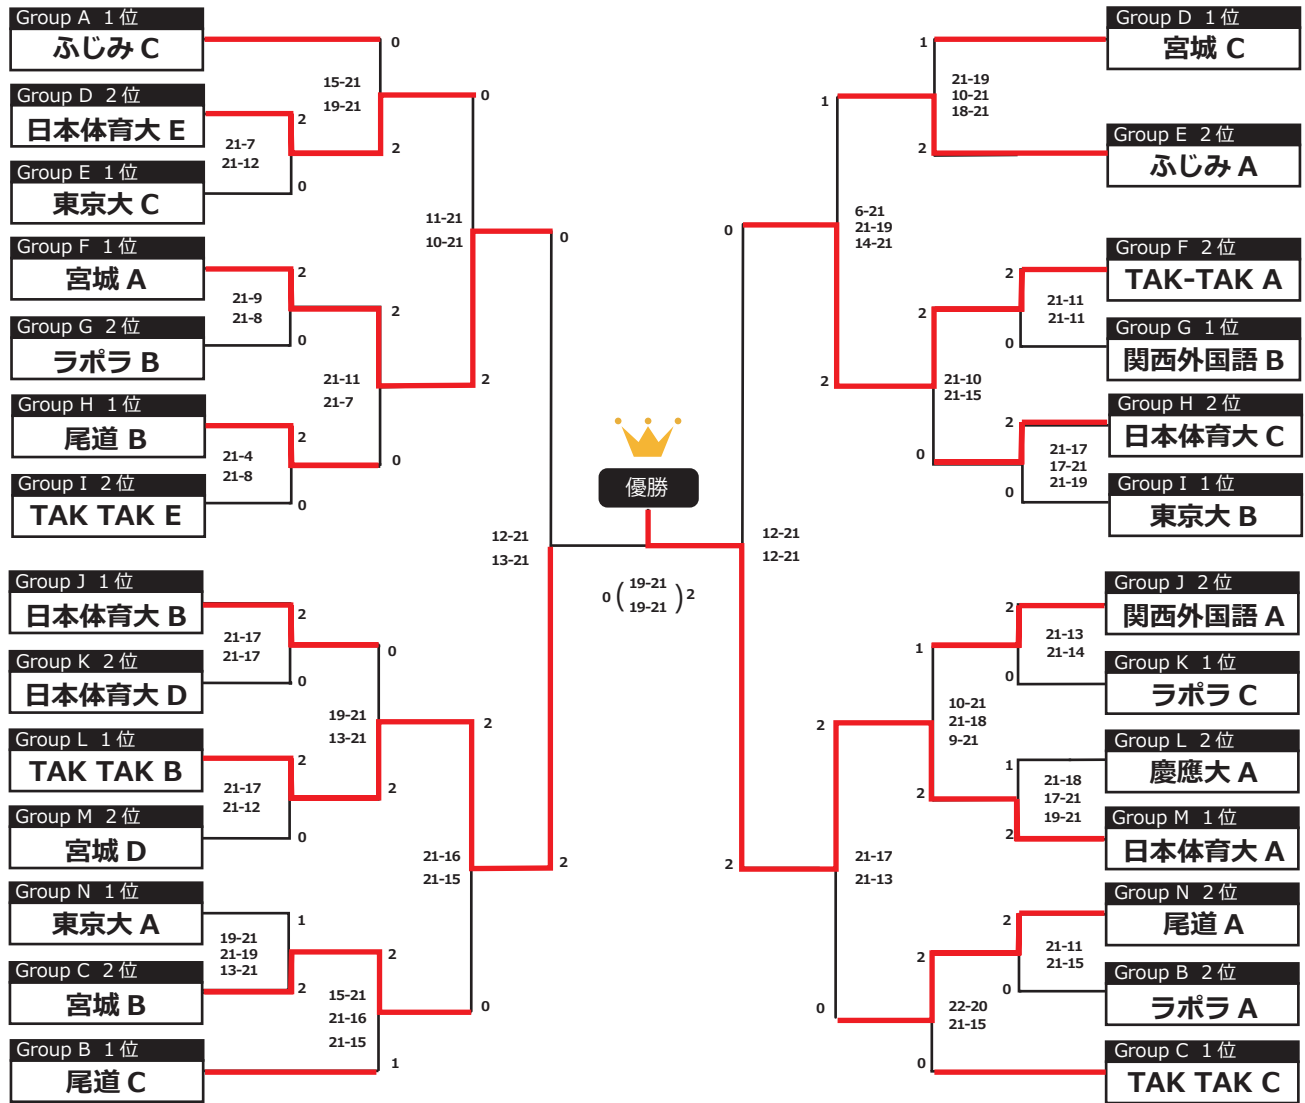 Group A 1位
ふじみ C
0
15-21
19-21
Group D 2位
日本体育大 E
2
21-7
21-12
2
Group E 1位
東京大 C
0
0
11-21
10-21
Group F 1位
宮城 A
2
21-9
21-8
2
Group G 2位
ラポラ B
0
21-11
21-7
2
Group H 1位
尾道 B
2
21-4
21-8
0
Group I 2位
TAK TAK E
0
0
12-21
13-21
Group J 1位
日本体育大 B
2
21-17
21-17
0
Group K 2位
日本体育大 D
0
19-21
13-21
2
Group L 1位
TAK TAK B
2
21-17
21-12
2
Group M 2位
宮城 D
0
21-16
21-15
2
Group N 1位
東京大 A
1
19-21
21-19
13-21
2
Group C 2位
宮城 B
2
15-21
21-16
21-15
0
Group B 1位
尾道 C
1
優勝
0
(
19-21
19-21
)
2
Group D 1位
宮城 C
1
21-19
10-21
18-21
1
Group E 2位
ふじみ A
2
0
6-21
21-19
14-21
Group F 2位
TAK-TAK A
2
21-11
21-11
2
Group G 1位
関西外国語 B
0
21-10
21-15
2
Group H 2位
日本体育大 C
2
21-17
17-21
21-19
0
Group I 1位
東京大 B
0
12-21
12-21
Group J 2位
関西外国語 A
2
21-13
21-14
1
Group K 1位
ラポラ C
0
10-21
21-18
9-21
2
Group L 2位
慶應大 A
1
21-18
17-21
19-21
2
Group M 1位
日本体育大 A
2
21-17
21-13
2
Group N 2位
尾道 A
2
21-11
21-15
2
Group B 2位
ラポラ A
0
22-20
21-15
0
Group C 1位
TAK TAK C
0